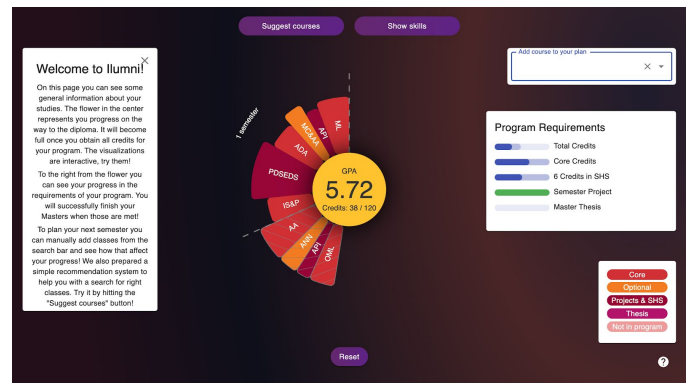 Suggest courses
Show skills
Welcome to Ilumni!
On this page you can see some
general information about your
studies. The flower in the center
represents you progress on the
way to the diploma. It will become
full once you obtain all credits for
your program. The visualizations
are interactive, try them!
To the right from the flower you
can see your progress in the
requirements of your program. You
will successfully finish your
Masters when those are met!
To plan your next semester you
can manually add classes from the
search bar and see how that affect
your progress! We also prepared a
simple recommendation system to
help you with a search for right
classes. Try it by hitting the
"Suggest courses" button!
1 semester
ML
API
MC&AA
ADA
PDSEDS
IS&P
AA
ANN
API
OML
GPA
5.72
Credits: 38 / 120
Add course to your plan
Program Requirements
Total Credits
Core Credits
6 Credits in SHS
Semester Project
Master Thesis
Core
Optional
Projects & SHS
Thesis
Not in program
Reset
?